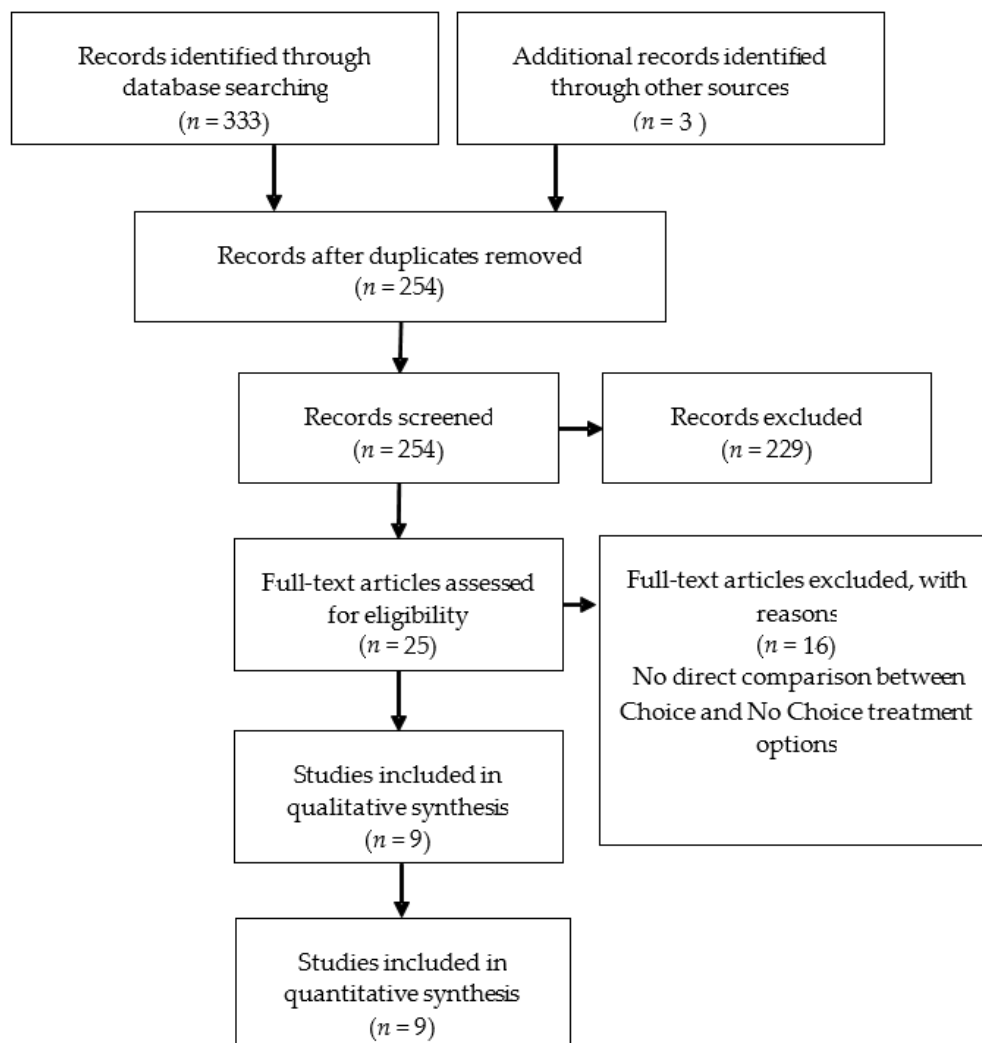 Records identified through
database searching
(n = 333)
Additional records identified
through other sources
(n = 3 )
Records after duplicates removed
(n = 254)
Records screened
(n = 254)
Records excluded
(n = 229)
Full-text articles assessed
for eligibility
(n = 25)
Full-text articles excluded, with
reasons
(n = 16)
No direct comparison between
Choice and No Choice treatment
options
Studies included in
qualitative synthesis
(n = 9)
Studies included in
quantitative synthesis
(n = 9)